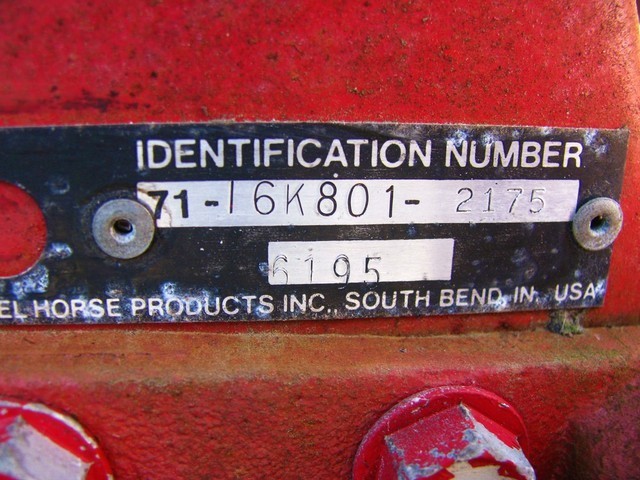 IDENTIFICATION NUMBER
71-16K801- 2175
6195
EL HORSE PRODUCTS INC., SOUTH BEND, IN. USA